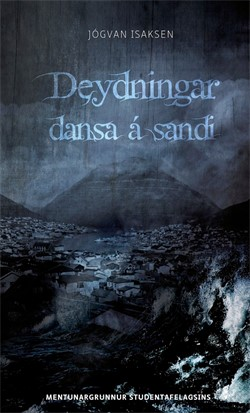 JÓGVAN ISAKSEN
Deydningar
dansa á sandi
MENTUNARGRUNNUR STUDENTAFELAGSINS